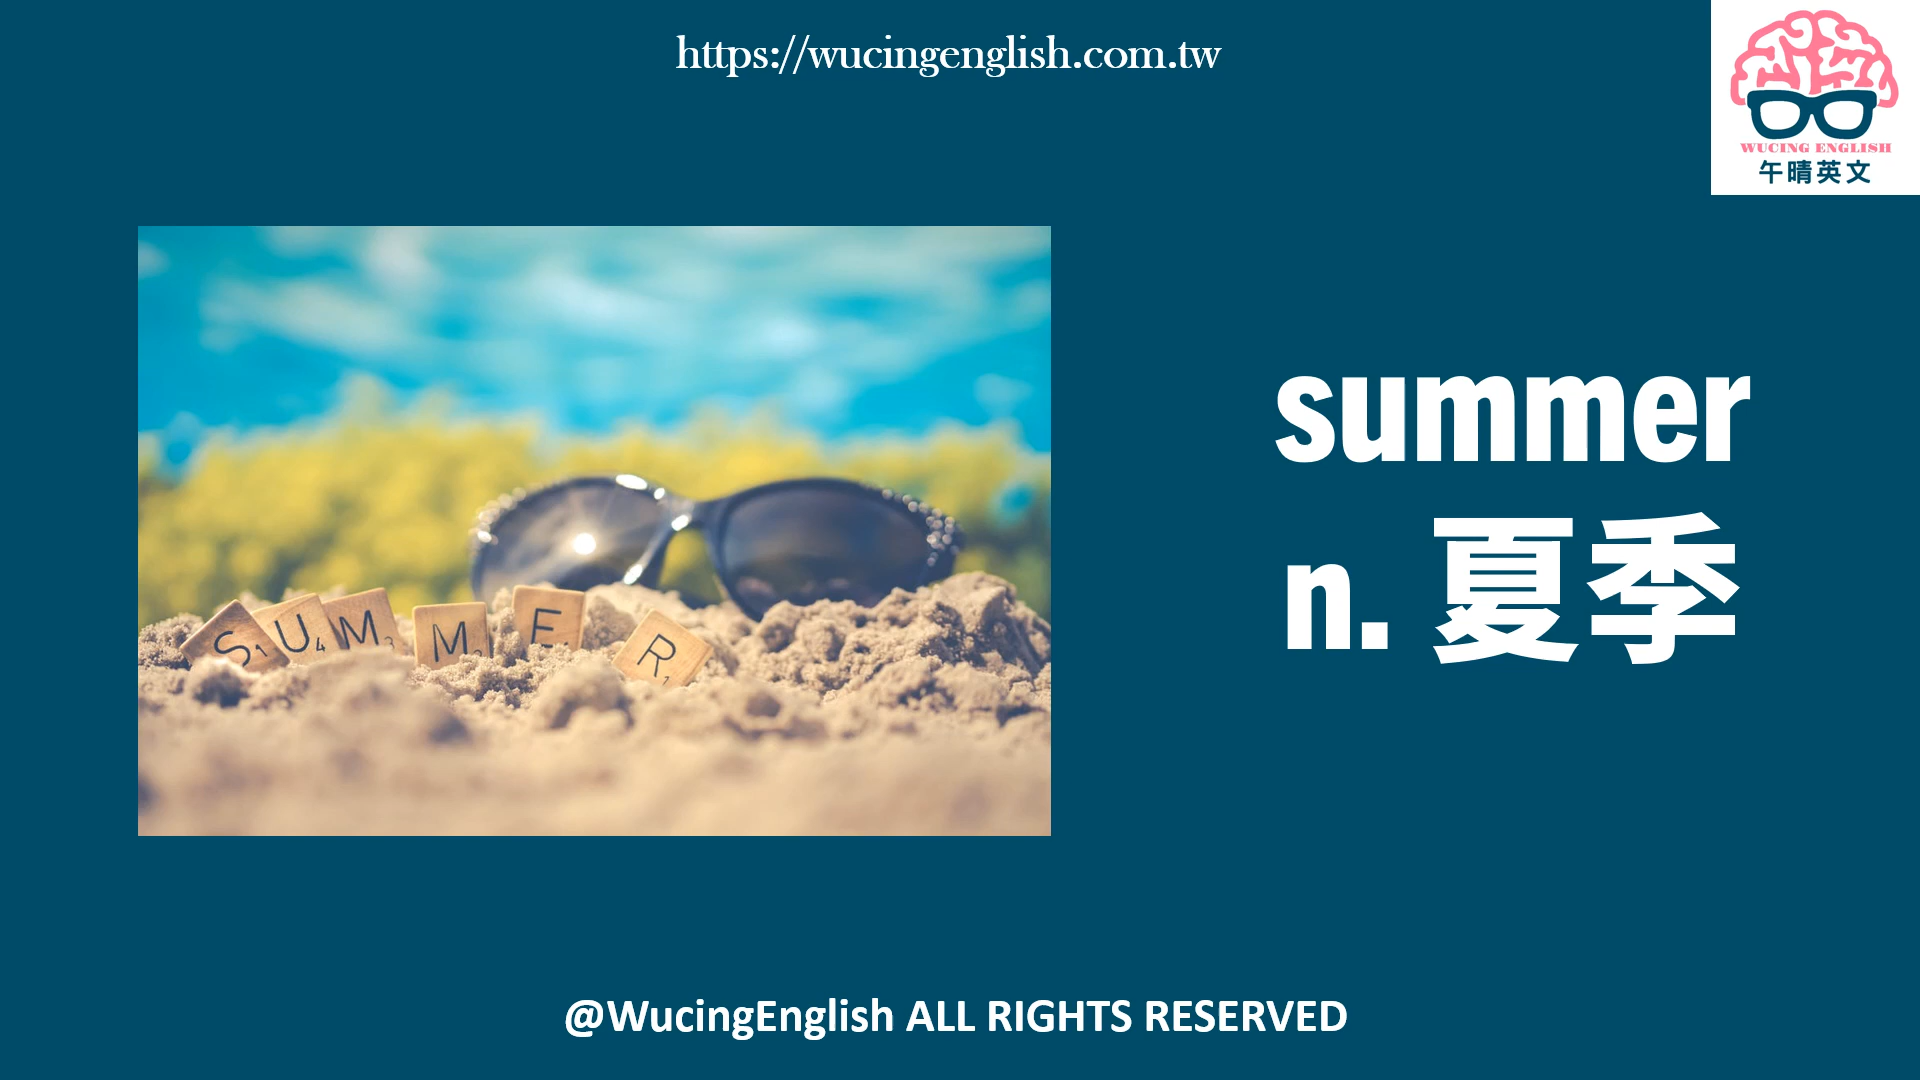 https://wucingenglish.com.tw
WUCING ENGLISH
午晴英文
SUMMER
summer
n. 夏季
@WucingEnglish ALL RIGHTS RESERVED